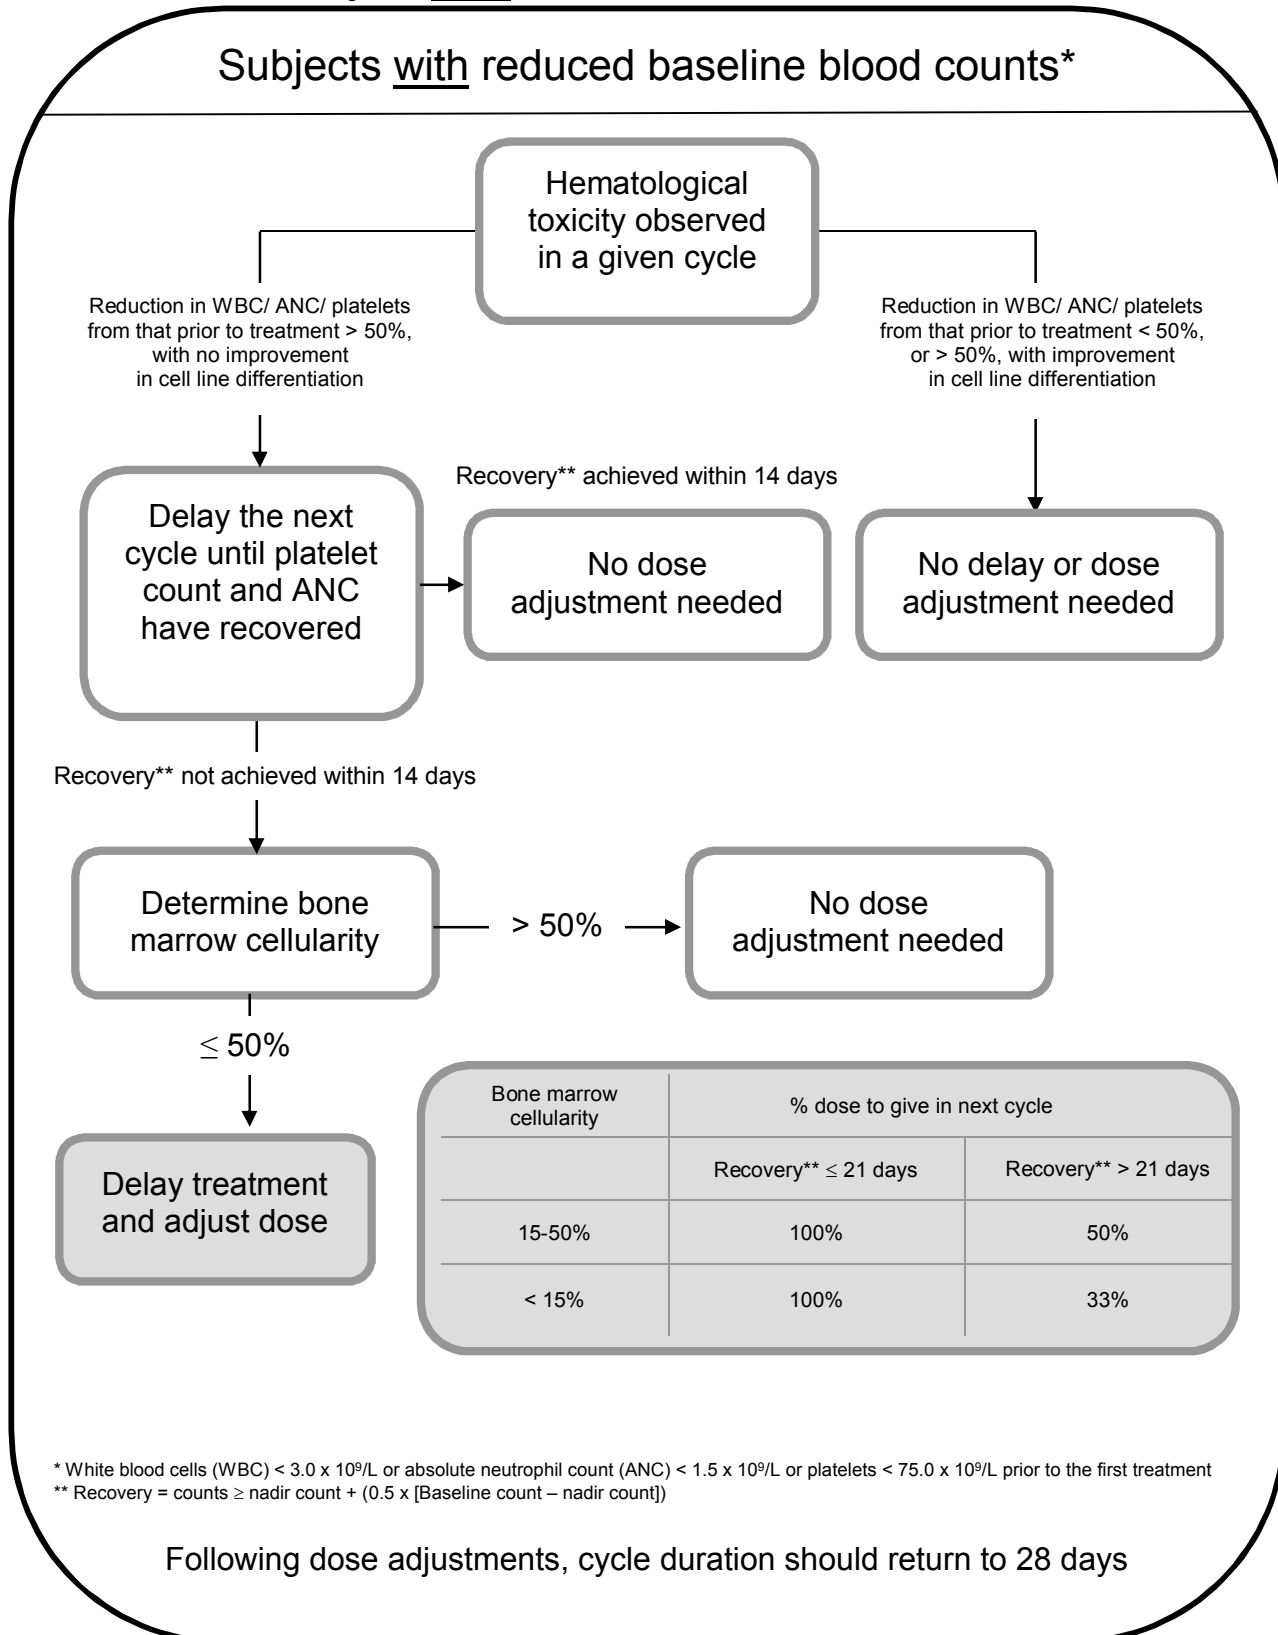 Subjects with reduced baseline blood counts*
Hematological
toxicity observed
in a given cycle
Reduction in WBC/ ANC/ platelets
from that prior to treatment > 50%,
with no improvement
in cell line differentiation
Reduction in WBC/ ANC/ platelets
from that prior to treatment < 50%,
or > 50%, with improvement
in cell line differentiation
Delay the next
cycle until platelet
count and ANC
have recovered
Recovery** achieved within 14 days
No dose
adjustment needed
No delay or dose
adjustment needed
Recovery** not achieved within 14 days
Determine bone
marrow cellularity
> 50%
No dose
adjustment needed
≤ 50%
Delay treatment
and adjust dose
Bone marrow
cellularity
% dose to give in next cycle
Recovery** ≤ 21 days
Recovery** > 21 days
15-50%
100%
50%
< 15%
100%
33%
* White blood cells (WBC) < 3.0 x 10⁹/L or absolute neutrophil count (ANC) < 1.5 x 10⁹/L or platelets < 75.0 x 10⁹/L prior to the first treatment
** Recovery = counts ≥ nadir count + (0.5 x [Baseline count – nadir count])
Following dose adjustments, cycle duration should return to 28 days